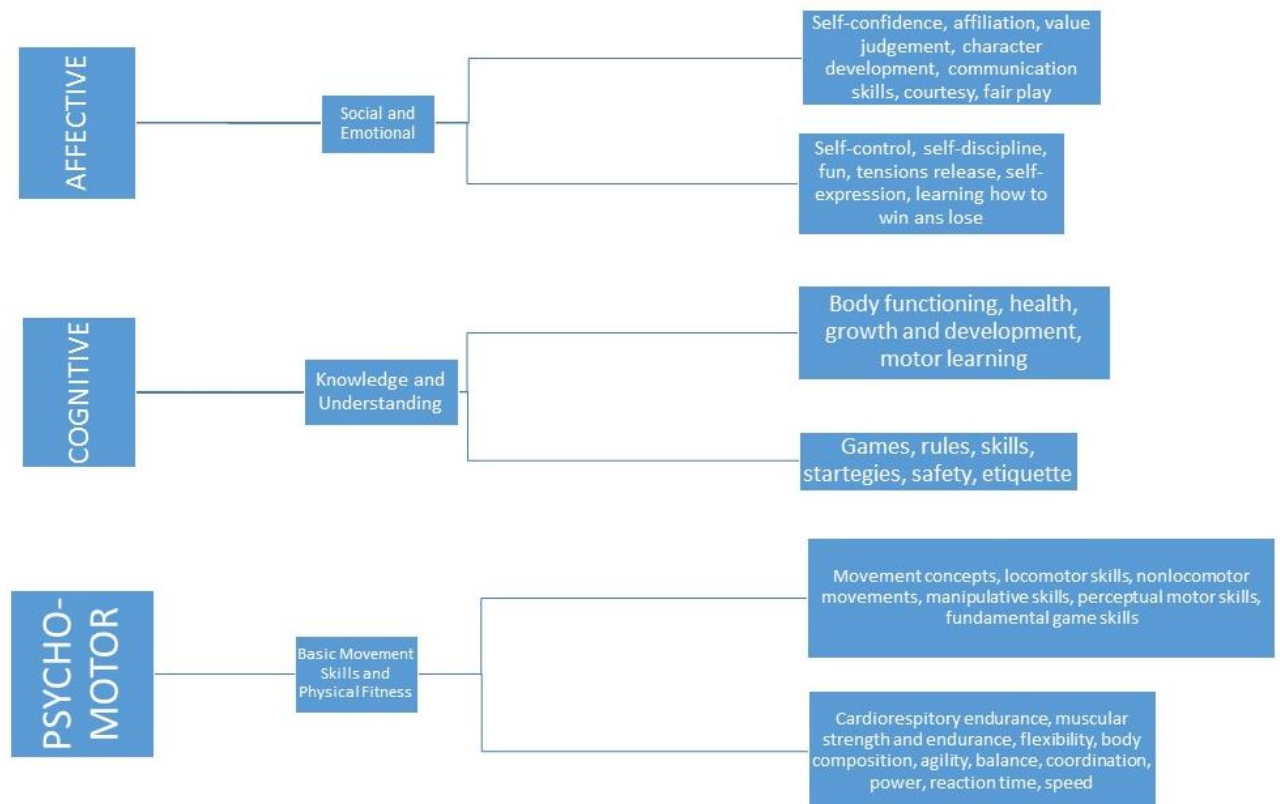 AFFECTIVE
Social and
Emotional
Self-confidence, affiliation, value
judgement, character
development, communication
skills, courtesy, fair play
Self-control, self-discipline,
fun, tensions release, self-
expression, learning how to
win ans lose
COGNITIVE
Knowledge and
Understanding
Body functioning, health,
growth and development,
motor learning
Games, rules, skills,
startegies, safety, etiquette
PSYCHO-
MOTOR
Basic Movement
Skills and
Physical Fitness
Movement concepts, locomotor skills, nonlocomotor
movements, manipulative skills, perceptual motor skills,
fundamental game skills
Cardiorespitory endurance, muscular
strength and endurance, flexibility, body
composition, agility, balance, coordination,
power, reaction time, speed